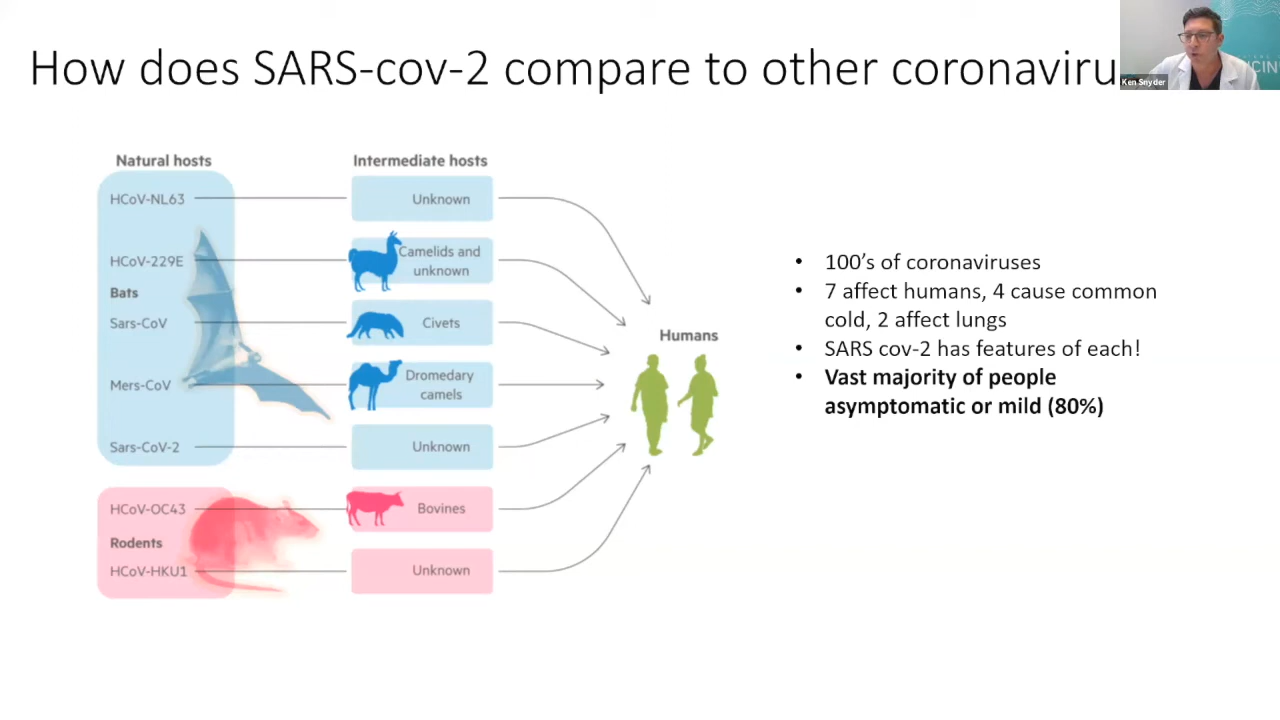 How does SARS-cov-2 compare to other coronaviru
Ken Snyder
CIN
Natural hosts
Intermediate hosts
HCoV-NL63
Unknown
HCoV-229E
Camelids and
unknown
Bats
Sars-CoV
Civets
Mers-CoV
Dromedary
camels
Sars-CoV-2
Unknown
HCoV-OC43
Bovines
Rodents
HCoV-HKU1
Unknown
Humans
• 100’s of coronaviruses
• 7 affect humans, 4 cause common
cold, 2 affect lungs
• SARS cov-2 has features of each!
• Vast majority of people
asymptomatic or mild (80%)